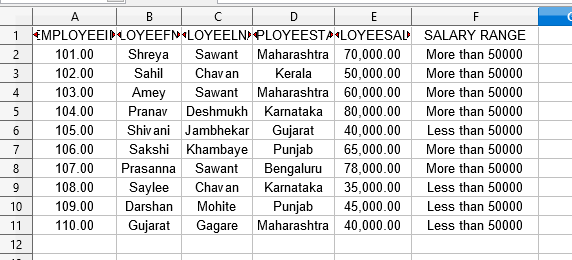 A B C D E F
1 EMPLOYEEI LOYEEFN LOYEELN PLOYEESTA LOYEESAL SALARY RANGE
2 101.00 Shreya Sawant Maharashtra 70,000.00 More than 50000
3 102.00 Sahil Chavan Kerala 50,000.00 More than 50000
4 103.00 Amey Sawant Maharashtra 60,000.00 More than 50000
5 104.00 Pranav Deshmukh Karnataka 80,000.00 More than 50000
6 105.00 Shivani Jambhekar Gujarat 40,000.00 Less than 50000
7 106.00 Sakshi Khambaye Punjab 65,000.00 More than 50000
8 107.00 Prasanna Sawant Bengaluru 78,000.00 More than 50000
9 108.00 Saylee Chavan Karnataka 35,000.00 Less than 50000
10 109.00 Darshan Mohite Punjab 45,000.00 Less than 50000
11 110.00 Gujarat Gagare Maharashtra 40,000.00 Less than 50000
12